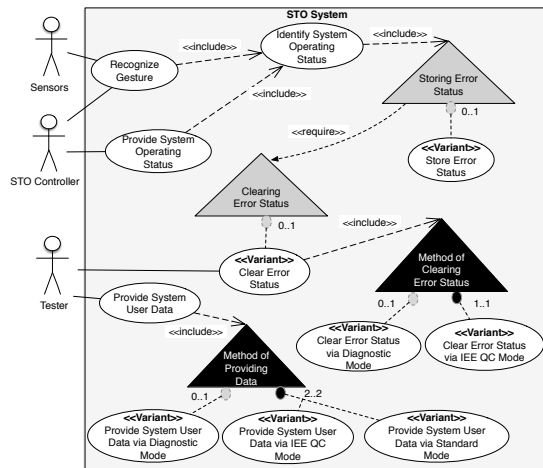 STO System
Sensors
STO Controller
Tester
Recognize
Gesture
<<include>>
Identify System
Operating
Status
<<include>>
Storing Error
Status
0..1
<<Variant>>
Store Error
Status
<<include>>
Provide System
Operating
Status
<<require>>
Clearing
Error Status
0..1
<<include>>
<<Variant>>
Clear Error
Status
Method of
Clearing
Error Status
0..1
1..1
<<Variant>>
Clear Error Status
via Diagnostic
Mode
<<Variant>>
Clear Error Status
via IEE QC Mode
Provide System
User Data
<<include>>
Method of
Providing
Data
0..1
2..2
<<Variant>>
Provide System User
Data via Diagnostic
Mode
<<Variant>>
Provide System User
Data via IEE QC
Mode
<<Variant>>
Provide System User
Data via Standard
Mode